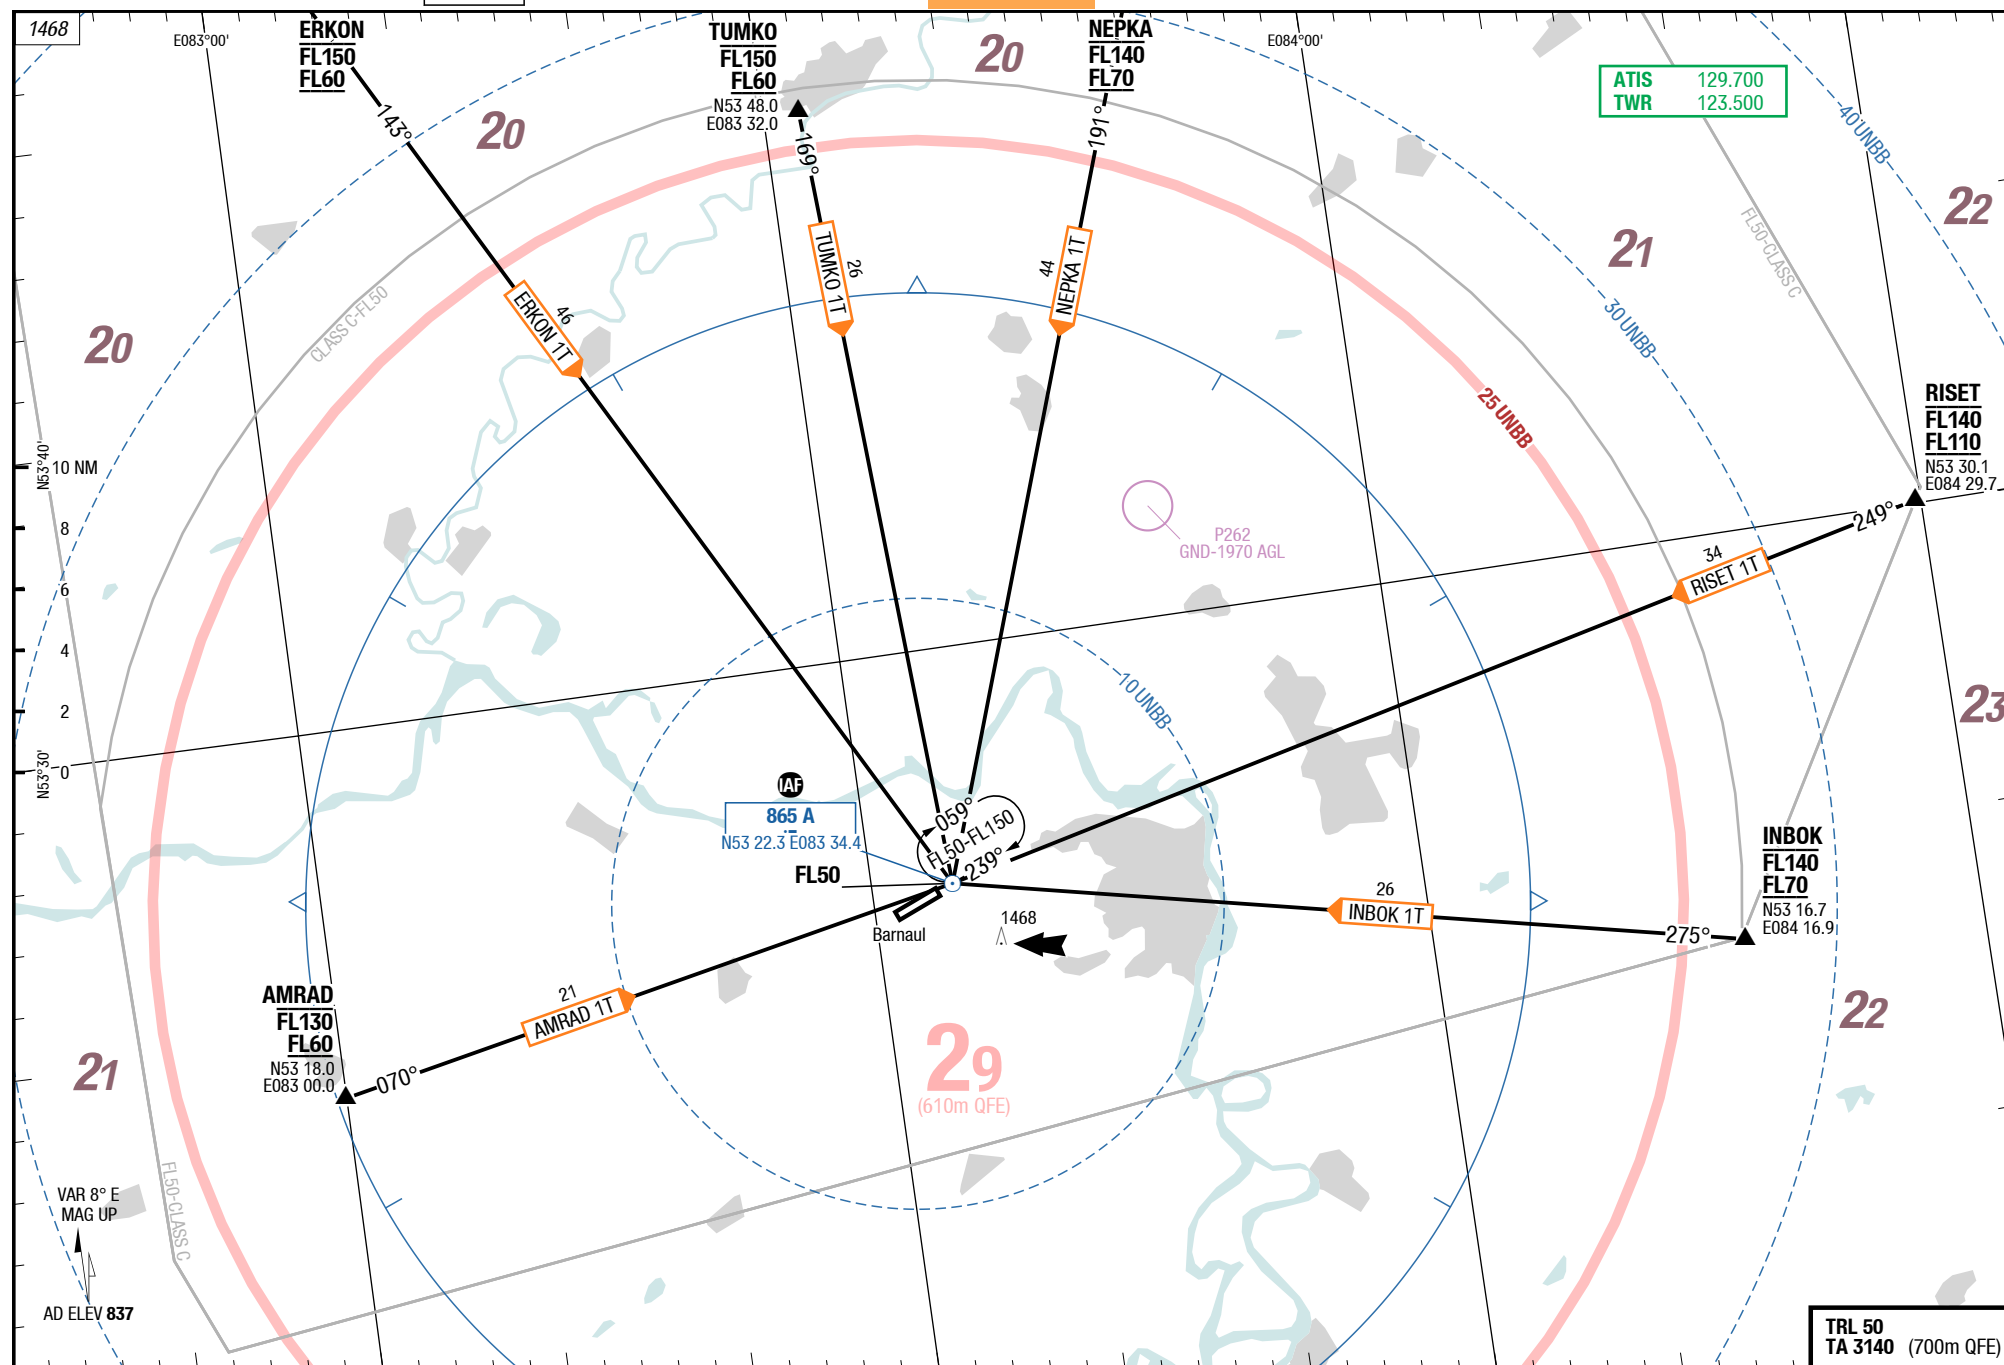 1468
E083°00'
ERKON
FL150
FL60
TUMKO
FL150
FL60
N53 48.0
E083 32.0
NEPKA
FL140
FL70
E084°00'
ATIS 129.700
TWR 123.500
20
20
20
21
22
143°
169°
191°
40 UNBB
FL50-CLASS C
CLASS C-FL50
ERKON 1T
46
TUMKO 1T
26
NEPKA 1T
44
30 UNBB
25 UNBB
RISET
FL140
FL110
N53 30.1
E084 29.7
249°
34
RISET 1T
N53°40'
10 NM
8
6
4
2
0
N53°30'
P262
GND-1970 AGL
10 UNBB
23
IAF
865 A
N53 22.3 E083 34.4
059°
FL50-FL150
239°
FL50
Barnaul
1468
26
INBOK 1T
275°
INBOK
FL140
FL70
N53 16.7
E084 16.9
AMRAD
FL130
FL60
N53 18.0
E083 00.0
070°
21
AMRAD 1T
29
(610m QFE)
22
21
FL50-CLASS C
VAR 8° E
MAG UP
AD ELEV 837
TRL 50
TA 3140 (700m QFE)